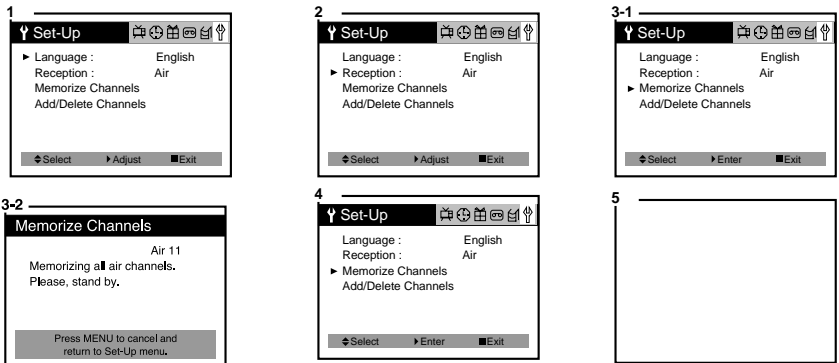 1
Set-Up
Language : English
Reception : Air
Memorize Channels
Add/Delete Channels
Select Adjust Exit
2
Set-Up
Language : English
Reception : Air
Memorize Channels
Add/Delete Channels
Select Adjust Exit
3-1
Set-Up
Language : English
Reception : Air
Memorize Channels
Add/Delete Channels
Select Enter Exit
3-2
Memorize Channels
Air 11
Memorizing all air channels.
Please, stand by.
Press MENU to cancel and
return to Set-Up menu.
4
Set-Up
Language : English
Reception : Air
Memorize Channels
Add/Delete Channels
Select Enter Exit
5